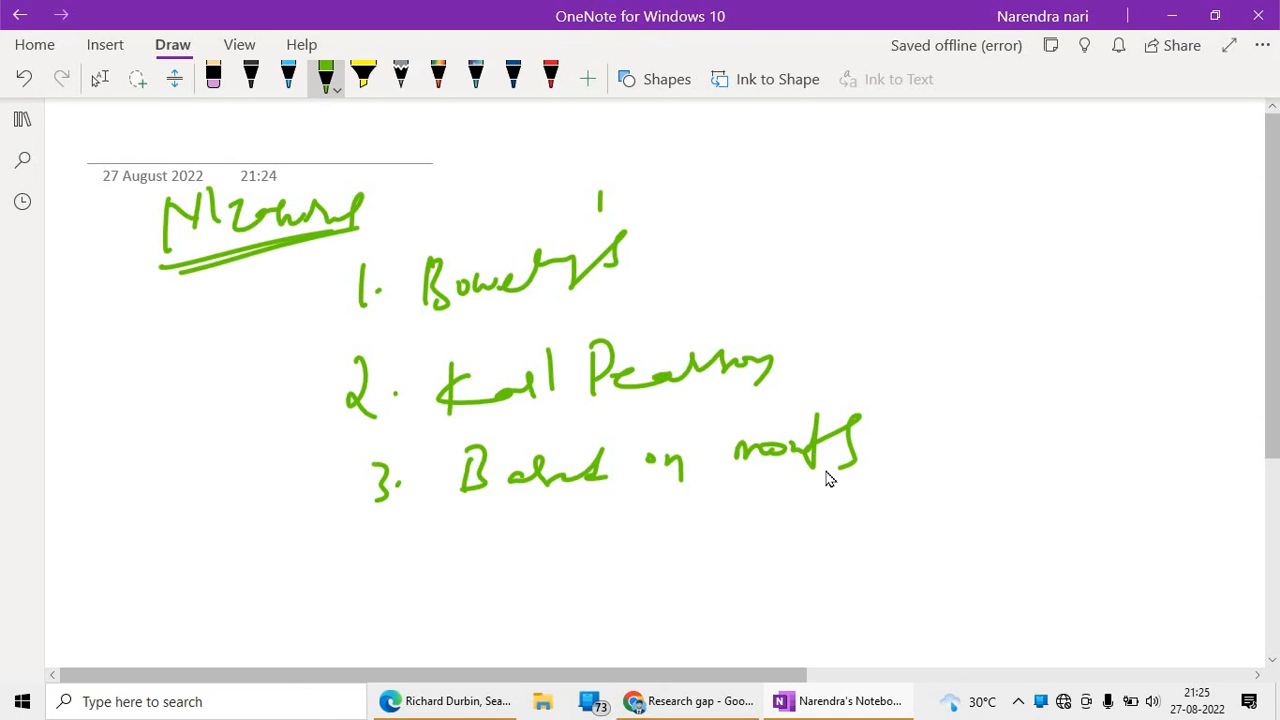 OneNote for Windows 10
Narendra nari
Home Insert Draw View Help
Saved offline (error)
Share
Shapes
Ink to Shape
Ink to Text
27 August 2022 21:24
1. Bowley's
2. Karl Pearson
3. Based on
Type here to search
Richard Durbin, Sea...
73
Research gap - Goo...
Narendra's Notebo...
30°C
21:25
27-08-2022